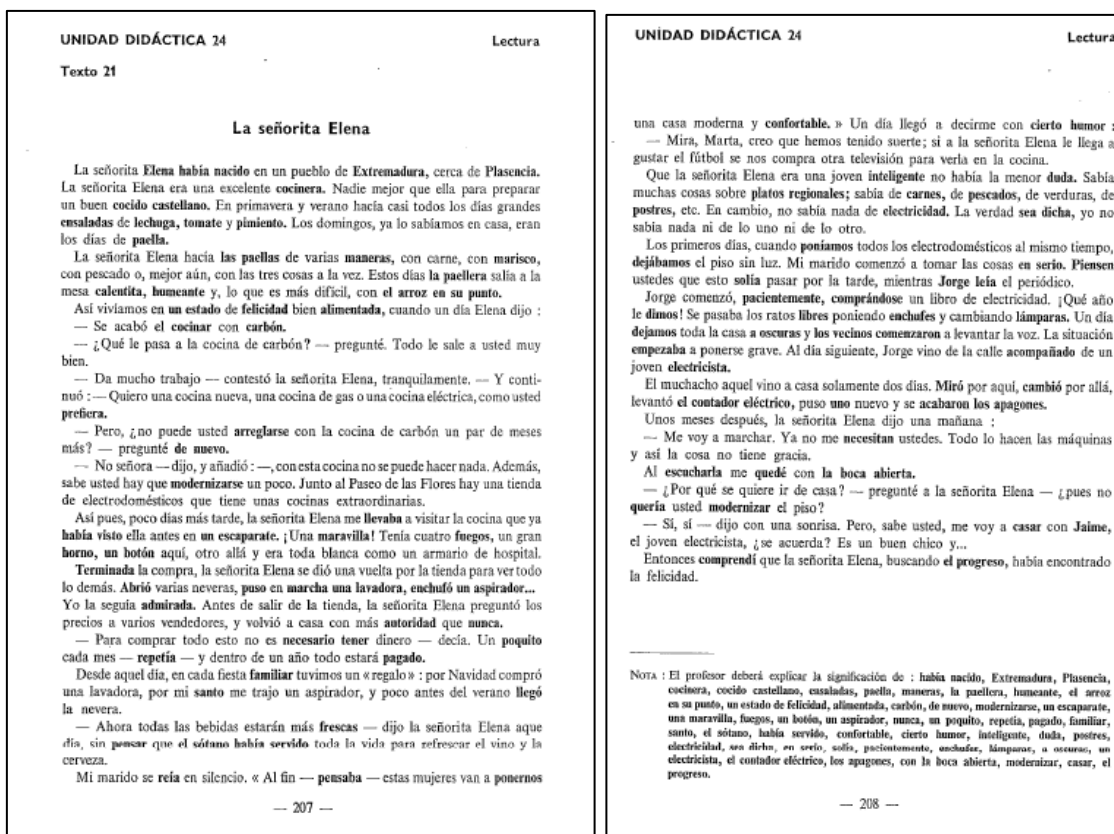 UNIDAD DIDÁCTICA 24
Lectura
Texto 21
La señorita Elena
La señorita Elena había nacido en un pueblo de Extremadura, cerca de Plasencia.
La señorita Elena era una excelente cocinera. Nadie mejor que ella para preparar
un buen cocido castellano. En primavera y verano hacía casi todos los días grandes
ensaladas de lechuga, tomate y pimiento. Los domingos, ya lo sabíamos en casa, eran
los días de paella.
La señorita Elena hacía las paellas de varias maneras, con carne, con marisco,
con pescado o, mejor aún, con las tres cosas a la vez. Estos días la paellera salía a la
mesa calentita, humeante y, lo que es más difícil, con el arroz en su punto.
Así vivíamos en un estado de felicidad bien alimentada, cuando un día Elena dijo :
— Se acabó el cocinar con carbón.
— ¿Qué le pasa a la cocina de carbón? — pregunté. Todo le sale a usted muy
bien.
— Da mucho trabajo — contestó la señorita Elena, tranquilamente. — Y conti-
nuó : — Quiero una cocina nueva, una cocina de gas o una cocina eléctrica, como usted
prefiera.
— Pero, ¿no puede usted arreglarse con la cocina de carbón un par de meses
más? — pregunté de nuevo.
— No señora — dijo, y añadió : —, con esta cocina no se puede hacer nada. Además,
sabe usted hay que modernizarse un poco. Junto al Paseo de las Flores hay una tienda
de electrodomésticos que tiene unas cocinas extraordinarias.
Así pues, poco días más tarde, la señorita Elena me llevaba a visitar la cocina que ya
había visto ella antes en un escaparate. ¡Una maravilla! Tenía cuatro fuegos, un gran
horno, un botón aquí, otro allá y era toda blanca como un armario de hospital.
Terminada la compra, la señorita Elena se dió una vuelta por la tienda para ver todo
lo demás. Abrió varias neveras, puso en marcha una lavadora, enchufó un aspirador...
Yo la seguía admirada. Antes de salir de la tienda, la señorita Elena preguntó los
precios a varios vendedores, y volvió a casa con más autoridad que nunca.
— Para comprar todo esto no es necesario tener dinero — decía. Un poquito
cada mes — repetía — y dentro de un año todo estará pagado.
Desde aquel día, en cada fiesta familiar tuvimos un « regalo » : por Navidad compró
una lavadora, por mi santo me trajo un aspirador, y poco antes del verano llegó
la nevera.
— Ahora todas las bebidas estarán más frescas — dijo la señorita Elena aque
día, sin pensar que el sótano había servido toda la vida para refrescar el vino y la
cerveza.
Mi marido se reía en silencio. « Al fin — pensaba — estas mujeres van a ponernos
— 207 —
UNIDAD DIDÁCTICA 24
Lectura
una casa moderna y confortable. » Un día llegó a decirme con cierto humor :
— Mira, Marta, creo que hemos tenido suerte; si a la señorita Elena le llega a
gustar el fútbol se nos compra otra televisión para verla en la cocina.
Que la señorita Elena era una joven inteligente no había la menor duda. Sabía
muchas cosas sobre platos regionales; sabía de carnes, de pescados, de verduras, de
postres, etc. En cambio, no sabía nada de electricidad. La verdad sea dicha, yo no
sabía nada ni de lo uno ni de lo otro.
Los primeros días, cuando poníamos todos los electrodomésticos al mismo tiempo,
dejábamos el piso sin luz. Mi marido comenzó a tomar las cosas en serio. Piensen
ustedes que esto solía pasar por la tarde, mientras Jorge leía el periódico.
Jorge comenzó, pacientemente, comprándose un libro de electricidad. ¡Qué año
le dimos! Se pasaba los ratos libres poniendo enchufes y cambiando lámparas. Un día
dejamos toda la casa a oscuras y los vecinos comenzaron a levantar la voz. La situación
empezaba a ponerse grave. Al día siguiente, Jorge vino de la calle acompañado de un
joven electricista.
El muchacho aquel vino a casa solamente dos días. Miró por aquí, cambió por allá,
levantó el contador eléctrico, puso uno nuevo y se acabaron los apagones.
Unos meses después, la señorita Elena dijo una mañana :
— Me voy a marchar. Ya no me necesitan ustedes. Todo lo hacen las máquinas
y así la cosa no tiene gracia.
Al escucharla me quedé con la boca abierta.
— ¿Por qué se quiere ir de casa? — pregunté a la señorita Elena — ¿pues no
quería usted modernizar el piso?
— Sí, sí — dijo con una sonrisa. Pero, sabe usted, me voy a casar con Jaime,
el joven electricista, ¿se acuerda? Es un buen chico y...
Entonces comprendí que la señorita Elena, buscando el progreso, había encontrado
la felicidad.
NOTA : El profesor deberá explicar la significación de : había nacido, Extremadura, Plasencia,
cocinera, cocido castellano, ensaladas, paella, maneras, la paellera, humeante, el arroz
en su punto, un estado de felicidad, alimentada, carbón, de nuevo, modernizarse, un escaparate,
una maravilla, fuegos, un botón, un aspirador, nunca, un poquito, repetía, pagado, familiar,
santo, el sótano, había servido, confortable, cierto humor, inteligente, duda, postres,
electricidad, sea dicha, en serio, solía, pacientemente, enchufes, lámparas, a oscuras, un
electricista, el contador eléctrico, los apagones, con la boca abierta, modernizar, casar, el
progreso.
— 208 —